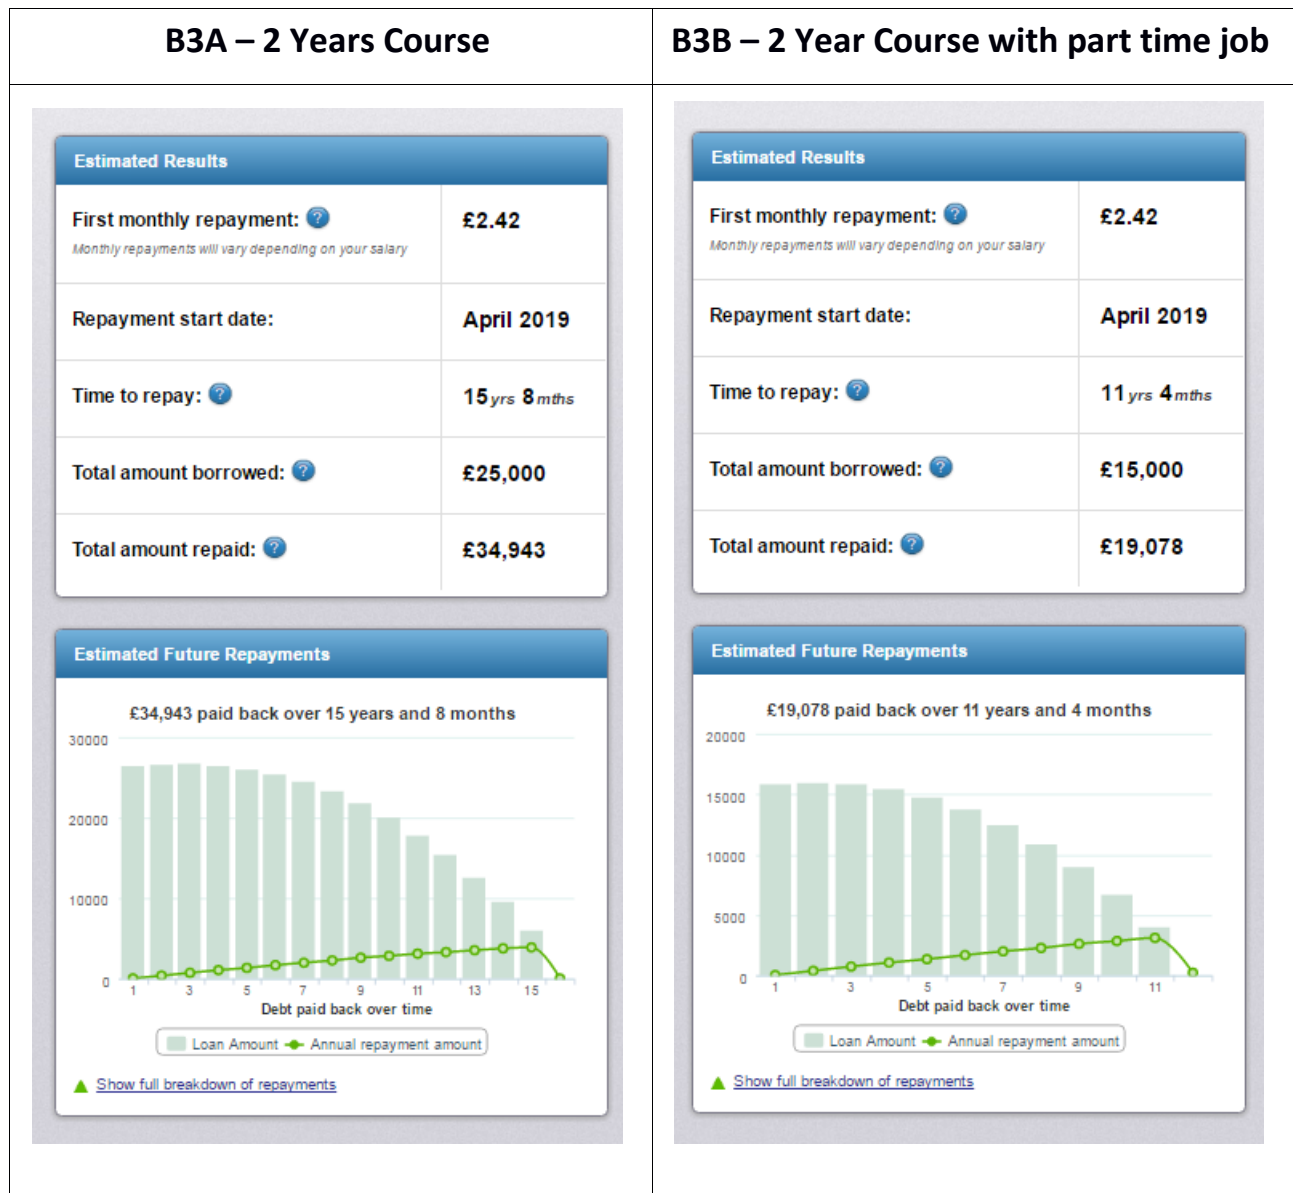 B3A – 2 Years Course
Estimated Results
First monthly repayment: ?
£2.42
Monthly repayments will vary depending on your salary
Repayment start date:
April 2019
Time to repay: ?
15 yrs 8 mths
Total amount borrowed: ?
£25,000
Total amount repaid: ?
£34,943
Estimated Future Repayments
£34,943 paid back over 15 years and 8 months
30000
20000
10000
0
1 3 5 7 9 11 13 15
Debt paid back over time
Loan Amount Annual repayment amount
Show full breakdown of repayments
B3B – 2 Year Course with part time job
Estimated Results
First monthly repayment: ?
£2.42
Monthly repayments will vary depending on your salary
Repayment start date:
April 2019
Time to repay: ?
11 yrs 4 mths
Total amount borrowed: ?
£15,000
Total amount repaid: ?
£19,078
Estimated Future Repayments
£19,078 paid back over 11 years and 4 months
20000
15000
10000
5000
0
1 3 5 7 9 11
Debt paid back over time
Loan Amount Annual repayment amount
Show full breakdown of repayments